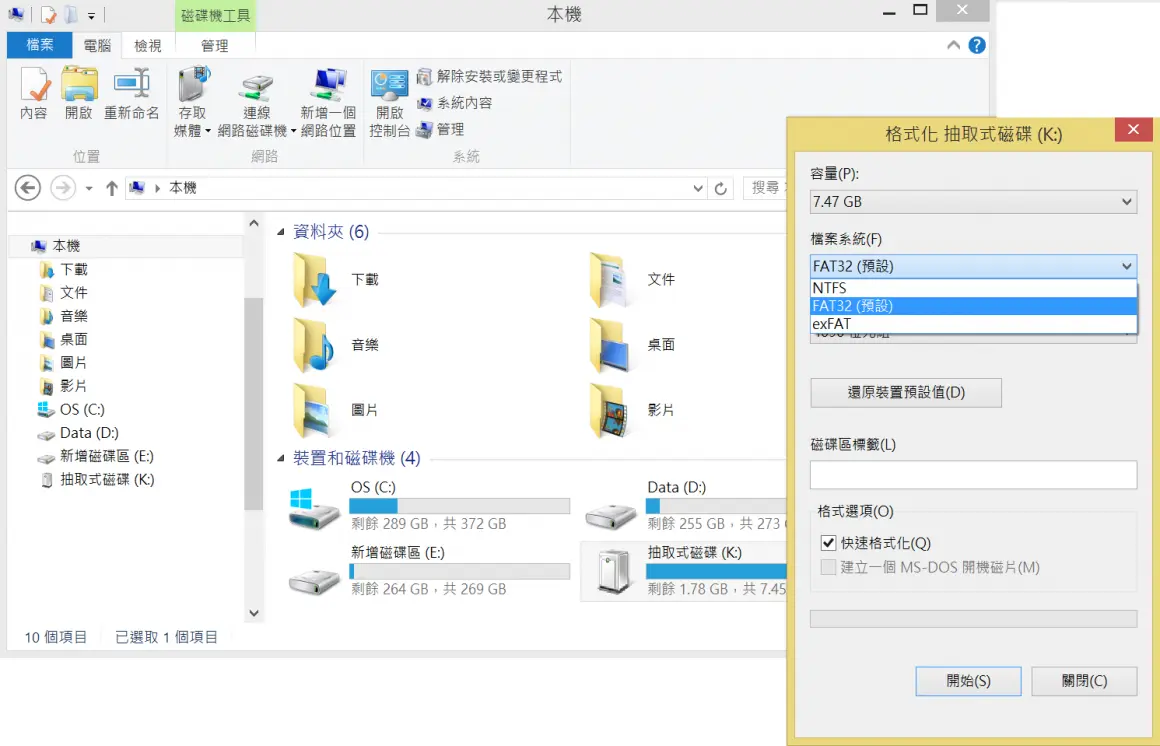 磁碟機工具
本機
檔案 電腦 檢視 管理
內容 開啟 重新命名
存取媒體 連線網路磁碟機 新增一個網路位置
開啟控制台
解除安裝或變更程式
系統內容
管理
位置 網路 系統
本機
搜尋
本機
下載
文件
音樂
桌面
圖片
影片
OS (C:)
Data (D:)
新增磁碟區 (E:)
抽取式磁碟 (K:)
資料夾 (6)
下載 文件
音樂 桌面
圖片 影片
裝置和磁碟機 (4)
OS (C:)
剩餘 289 GB,共 372 GB
Data (D:)
剩餘 255 GB,共 273
新增磁碟區 (E:)
剩餘 264 GB,共 269 GB
抽取式磁碟 (K:)
剩餘 1.78 GB,共 7.45
10 個項目 已選取 1 個項目
格式化 抽取式磁碟 (K:)
容量(P):
7.47 GB
檔案系統(F)
FAT32 (預設)
NTFS
FAT32 (預設)
exFAT
還原裝置預設值(D)
磁碟區標籤(L)
格式選項(O)
快速格式化(Q)
建立一個 MS-DOS 開機磁片(M)
開始(S) 關閉(C)